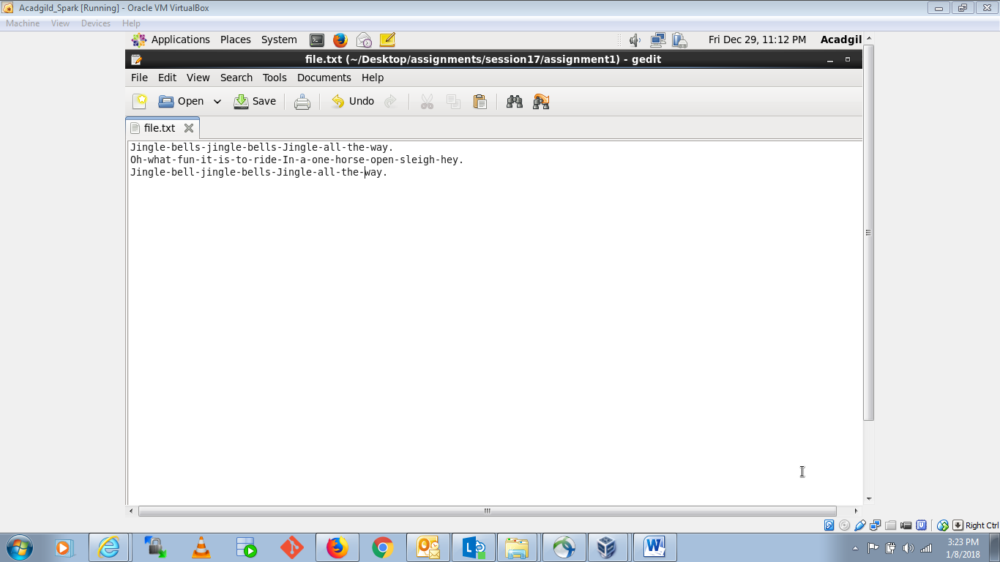 Acadgild_Spark [Running] - Oracle VM VirtualBox
Machine View Devices Help
Applications Places System Fri Dec 29, 11:12 PM Acadgil
file.txt (~/Desktop/assignments/session17/assignment1) - gedit
File Edit View Search Tools Documents Help
Open Save Undo
file.txt
Jingle-bells-jingle-bells-Jingle-all-the-way.
Oh-what-fun-it-is-to-ride-In-a-one-horse-open-sleigh-hey.
Jingle-bell-jingle-bells-Jingle-all-the-way.
Right Ctrl
3:23 PM
1/8/2018